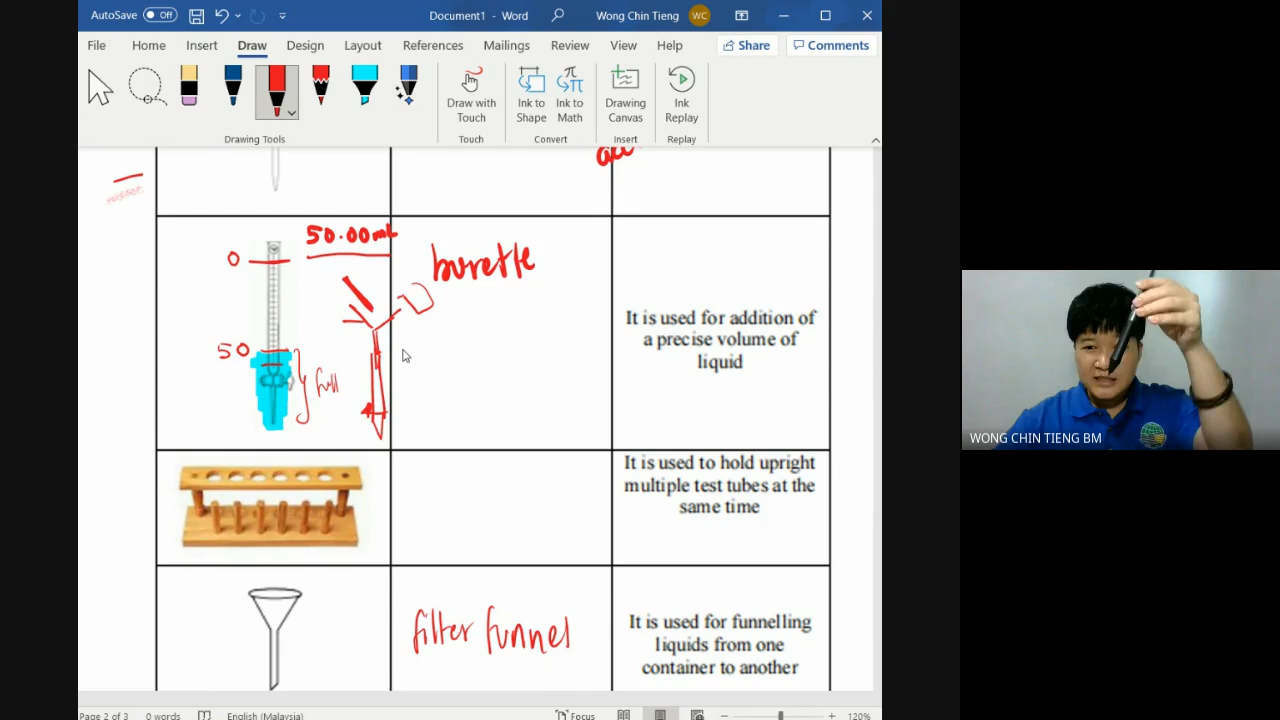 AutoSave
Off
Document1 - Word
Wong Chin Tieng
WC
File
Home
Insert
Draw
Design
Layout
References
Mailings
Review
View
Help
Share
Comments
Draw with
Touch
Ink to
Shape
Ink to
Math
Drawing
Canvas
Ink
Replay
Drawing Tools
Touch
Convert
Insert
Replay
acc
0
50.00mL
burette
50
full
It is used for addition of
a precise volume of
liquid
It is used to hold upright
multiple test tubes at the
same time
filter funnel
It is used for funnelling
liquids from one
container to another
Page 2 of 3
0 words
English (Malaysia)
Focus
120%
WONG CHIN TIENG BM